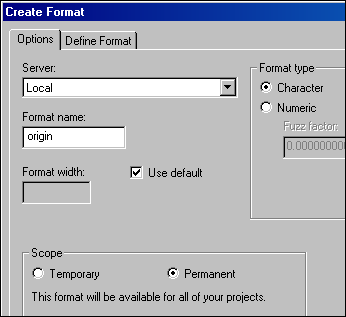 Create Format
Options Define Format
Server:
Local
Format name:
origin
Format width:
Use default
Format type
Character
Numeric
Fuzz factor:
0.00000000
Scope
Temporary Permanent
This format will be available for all of your projects.